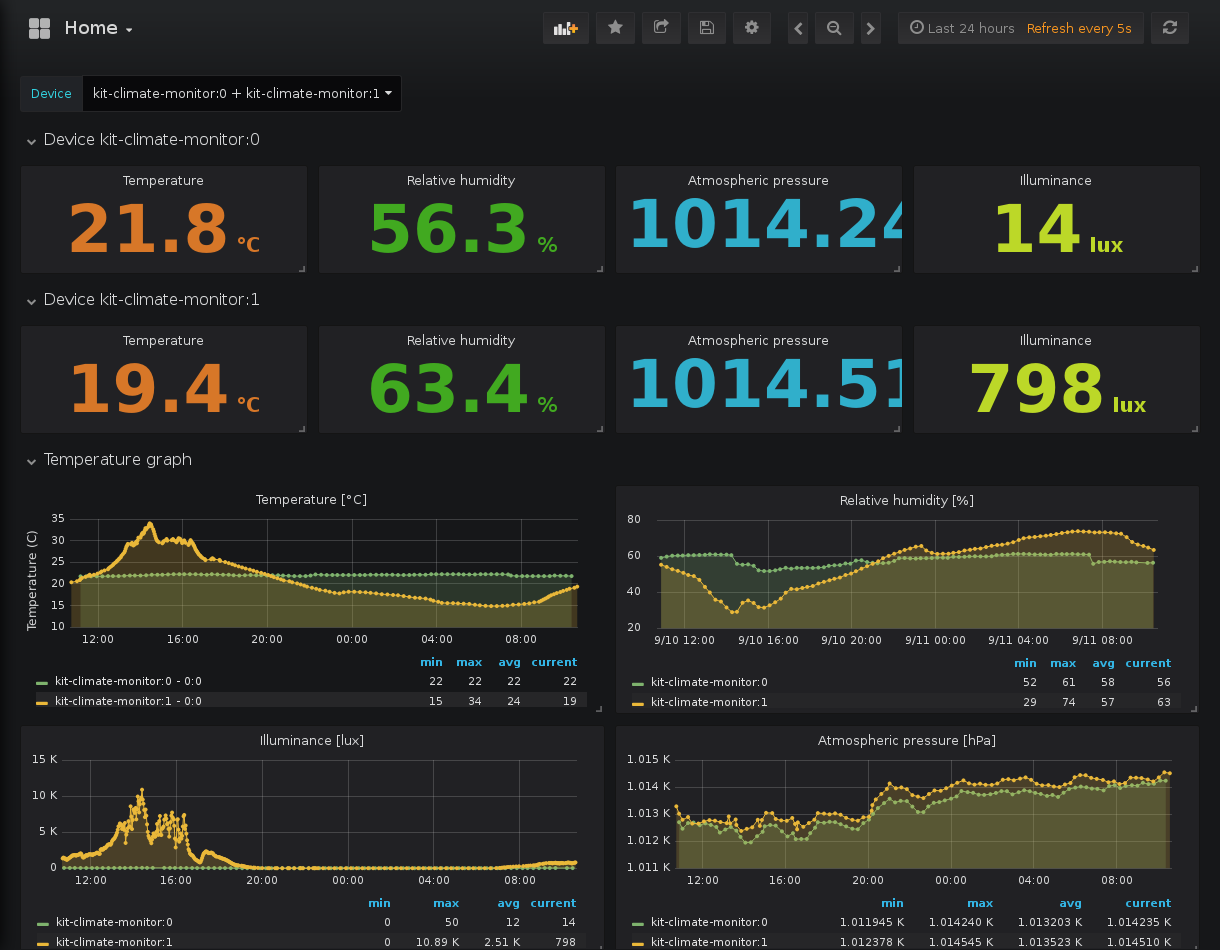 Home
Last 24 hours Refresh every 5s
Device kit-climate-monitor:0 + kit-climate-monitor:1
Device kit-climate-monitor:0
Temperature
21.8 °C
Relative humidity
56.3 %
Atmospheric pressure
1014.24
Illuminance
14 lux
Device kit-climate-monitor:1
Temperature
19.4 °C
Relative humidity
63.4 %
Atmospheric pressure
1014.51
Illuminance
798 lux
Temperature graph
Temperature [°C]
Temperature (C)
35
30
25
20
15
10
12:00 16:00 20:00 00:00 04:00 08:00
min max avg current
kit-climate-monitor:0 - 0:0 22 22 22 22
kit-climate-monitor:1 - 0:0 15 34 24 19
Relative humidity [%]
80
60
40
20
9/10 12:00 9/10 16:00 9/10 20:00 9/11 00:00 9/11 04:00 9/11 08:00
min max avg current
kit-climate-monitor:0 52 61 58 56
kit-climate-monitor:1 29 74 57 63
Illuminance [lux]
15 K
10 K
5 K
0
12:00 16:00 20:00 00:00 04:00 08:00
min max avg current
kit-climate-monitor:0 0 50 12 14
kit-climate-monitor:1 0 10.89 K 2.51 K 798
Atmospheric pressure [hPa]
1.015 K
1.014 K
1.013 K
1.012 K
1.011 K
12:00 16:00 20:00 00:00 04:00 08:00
min max avg current
kit-climate-monitor:0 1.011945 K 1.014240 K 1.013203 K 1.014235 K
kit-climate-monitor:1 1.012378 K 1.014545 K 1.013523 K 1.014510 K